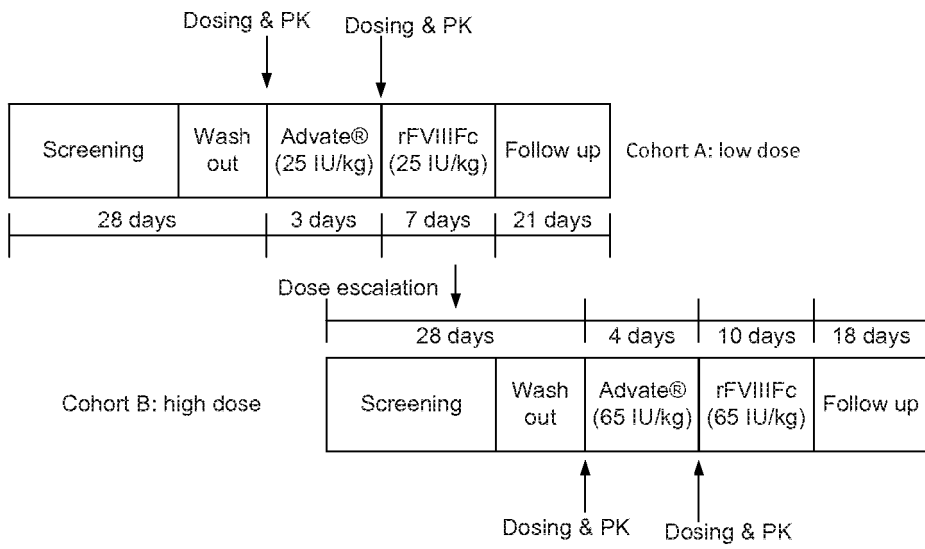 Dosing & PK
Dosing & PK
Screening
Wash
out
Advate®
(25 IU/kg)
rFVIIIFc
(25 IU/kg)
Follow up
Cohort A: low dose
28 days
3 days
7 days
21 days
Dose escalation
28 days
4 days
10 days
18 days
Cohort B: high dose
Screening
Wash
out
Advate®
(65 IU/kg)
rFVIIIFc
(65 IU/kg)
Follow up
Dosing & PK
Dosing & PK